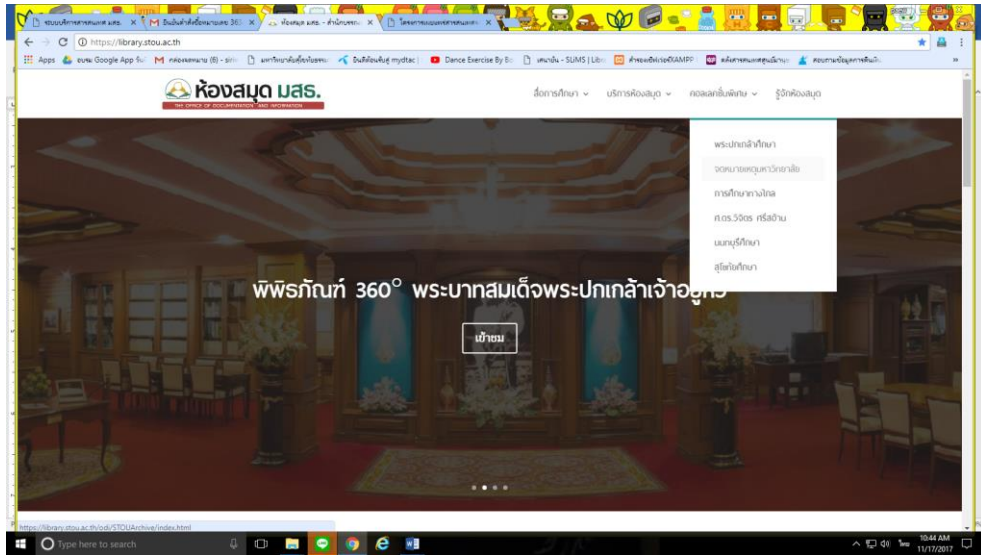 https://library.stou.ac.th
Apps
Dance Exercise By Bo
ห้องสมุด มสธ.
THE OFFICE OF DOCUMENTATION AND INFORMATION
สื่อการศึกษา
บริการห้องสมุด
คอลเลกชั่นพิเศษ
รู้จักห้องสมุด
พระปกเกล้าศึกษา
จดหมายเหตุมหาวิทยาลัย
การศึกษาทางไกล
ศ.ดร.วิจิตร ศรีสอ้าน
นนทบุรีศึกษา
สุโขทัยศึกษา
พิพิธภัณฑ์ 360° พระบาทสมเด็จพระปกเกล้าเจ้าอยู่หัว
เข้าชม
https://library.stou.ac.th/odi/STOUArchive/index.html
Type here to search
10:44 AM
11/17/2017